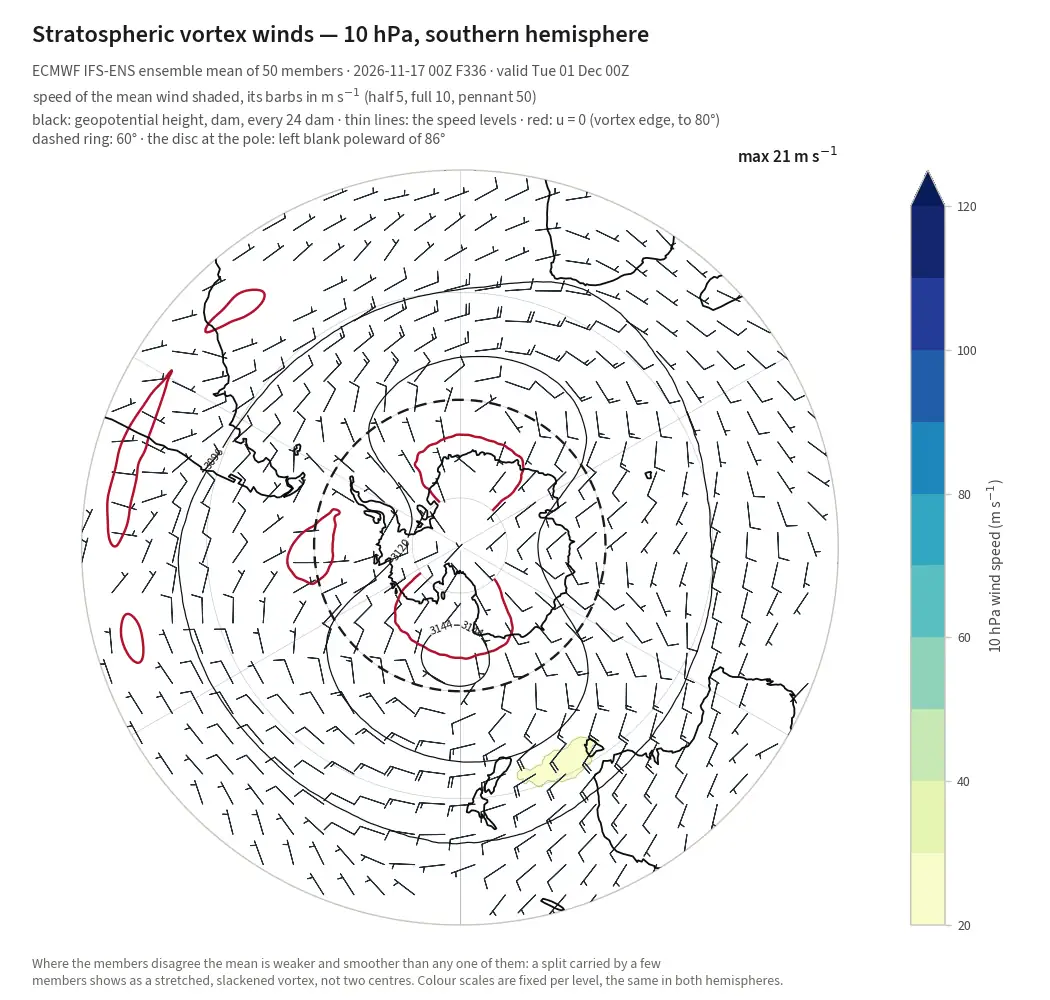 Stratospheric vortex winds — 10 hPa, southern hemisphere
ECMWF IFS-ENS ensemble mean of 50 members · 2026-11-17 00Z F336 · valid Tue 01 Dec 00Z
speed of the mean wind shaded, its barbs in m s⁻¹ (half 5, full 10, pennant 50)
black: geopotential height, dam, every 24 dam · thin lines: the speed levels · red: u = 0 (vortex edge, to 80°)
dashed ring: 60° · the disc at the pole: left blank poleward of 86°
max 21 m s⁻¹
120
100
80
60
40
20
10 hPa wind speed (m s⁻¹)
3096
3120
3144
Where the members disagree the mean is weaker and smoother than any one of them: a split carried by a few
members shows as a stretched, slackened vortex, not two centres. Colour scales are fixed per level, the same in both hemispheres.